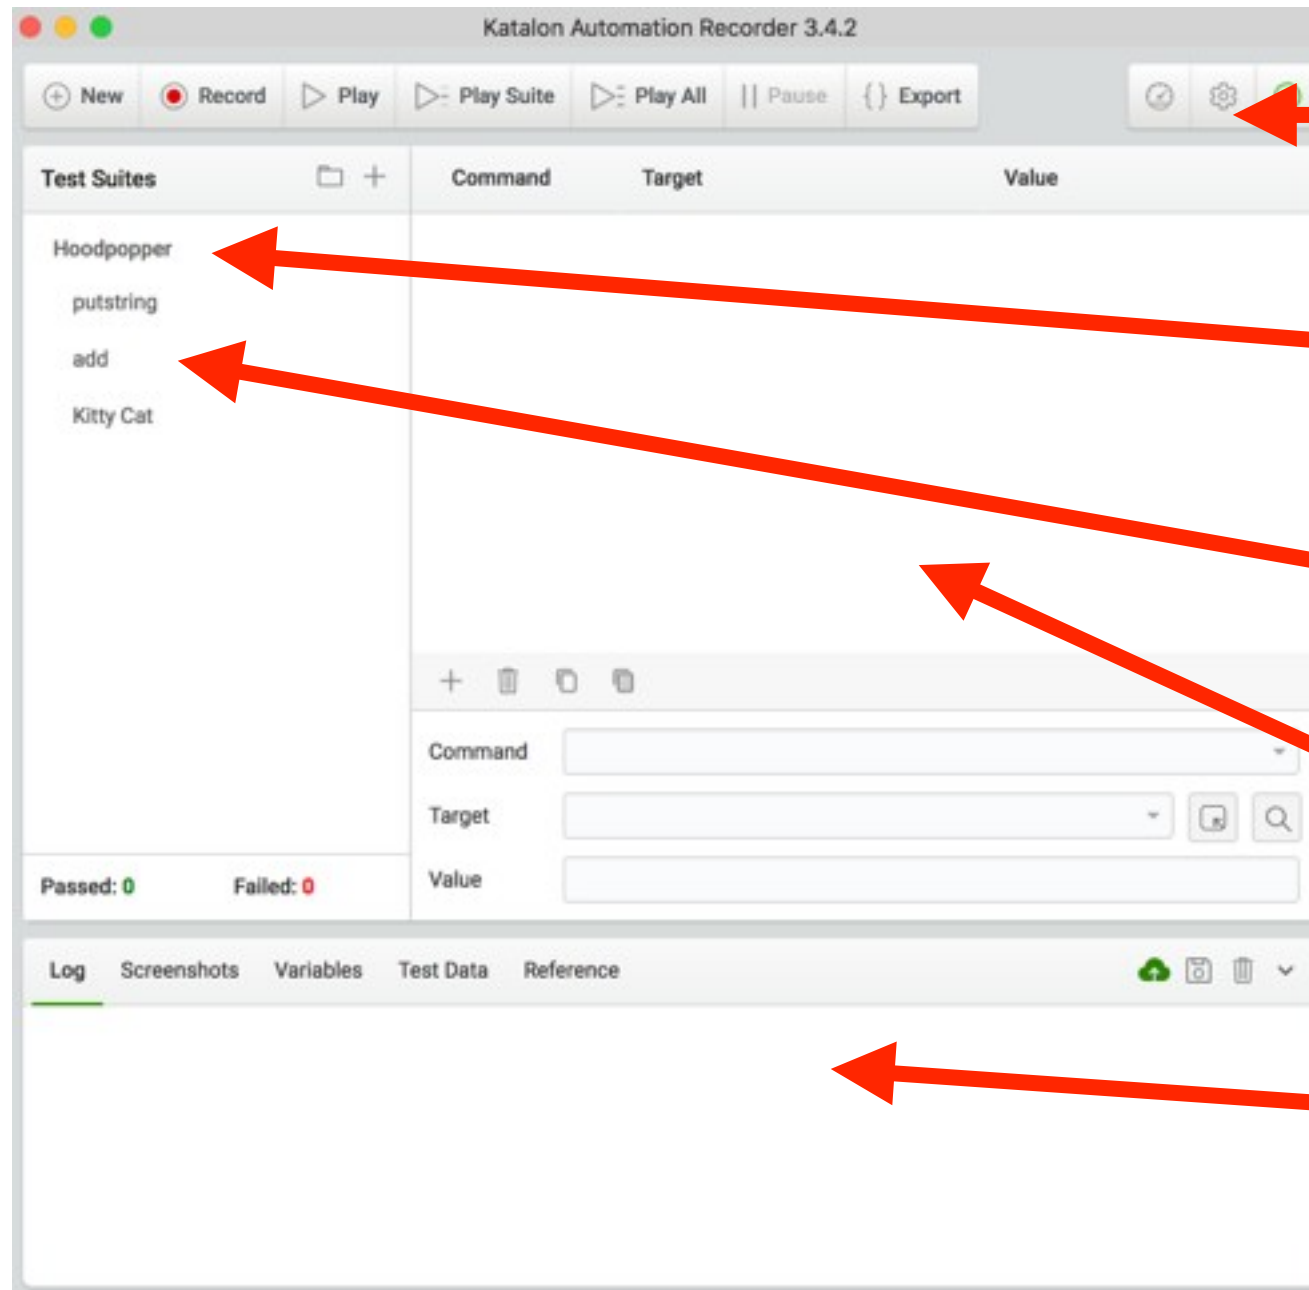 Katalon Automation Recorder 3.4.2
New Record Play Play Suite Play All Pause { } Export
Test Suites Command Target Value
Hoodpopper
putstring
add
Kitty Cat
Command
Target
Value
Passed: 0 Failed: 0
Log Screenshots Variables Test Data Reference